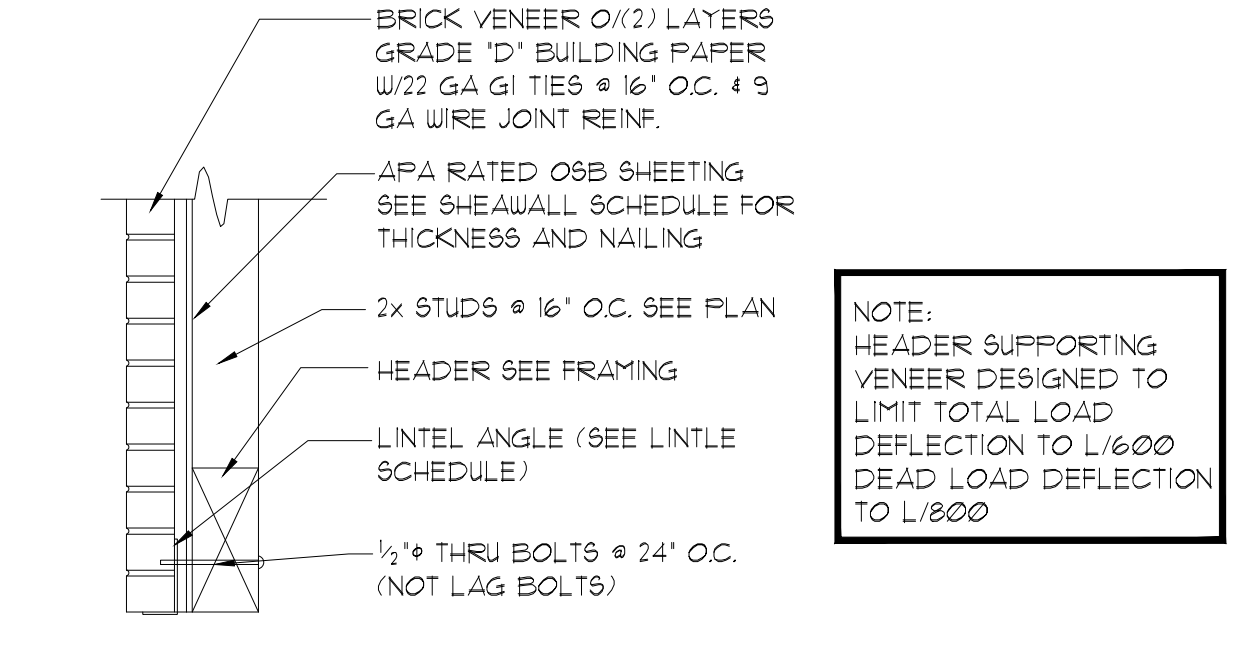 BRICK VENEER O/(2) LAYERS
GRADE "D" BUILDING PAPER
W/22 GA GI TIES @ 16" O.C. & 9
GA WIRE JOINT REINF.
APA RATED OSB SHEETING
SEE SHEAWALL SCHEDULE FOR
THICKNESS AND NAILING
2x STUDS @ 16" O.C. SEE PLAN
HEADER SEE FRAMING
LINTEL ANGLE (SEE LINTLE
SCHEDULE)
½"ϕ THRU BOLTS @ 24" O.C.
(NOT LAG BOLTS)
NOTE:
HEADER SUPPORTING
VENEER DESIGNED TO
LIMIT TOTAL LOAD
DEFLECTION TO L/600
DEAD LOAD DEFLECTION
TO L/800